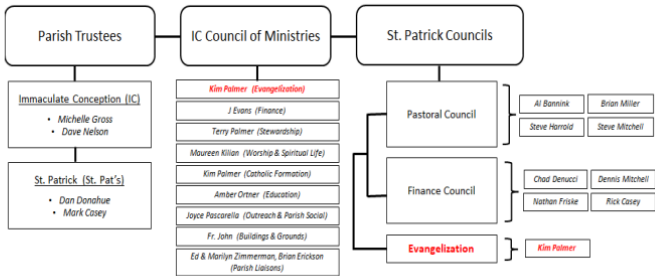 Parish Trustees
IC Council of Ministries
St. Patrick Councils
Immaculate Conception (IC)
• Michelle Gross
• Dave Nelson
St. Patrick (St. Pat's)
• Dan Donahue
• Mark Casey
Kim Palmer (Evangelization)
J Evans (Finance)
Terry Palmer (Stewardship)
Maureen Kilian (Worship & Spiritual Life)
Kim Palmer (Catholic Formation)
Amber Ortner (Education)
Joyce Pascarella (Outreach & Parish Social)
Fr. John (Buildings & Grounds)
Ed & Marilyn Zimmerman, Brian Erickson
(Parish Liaisons)
Pastoral Council
Al Bannink
Brian Miller
Steve Harrold
Steve Mitchell
Finance Council
Chad Denucci
Dennis Mitchell
Nathan Friske
Rick Casey
Evangelization
Kim Palmer